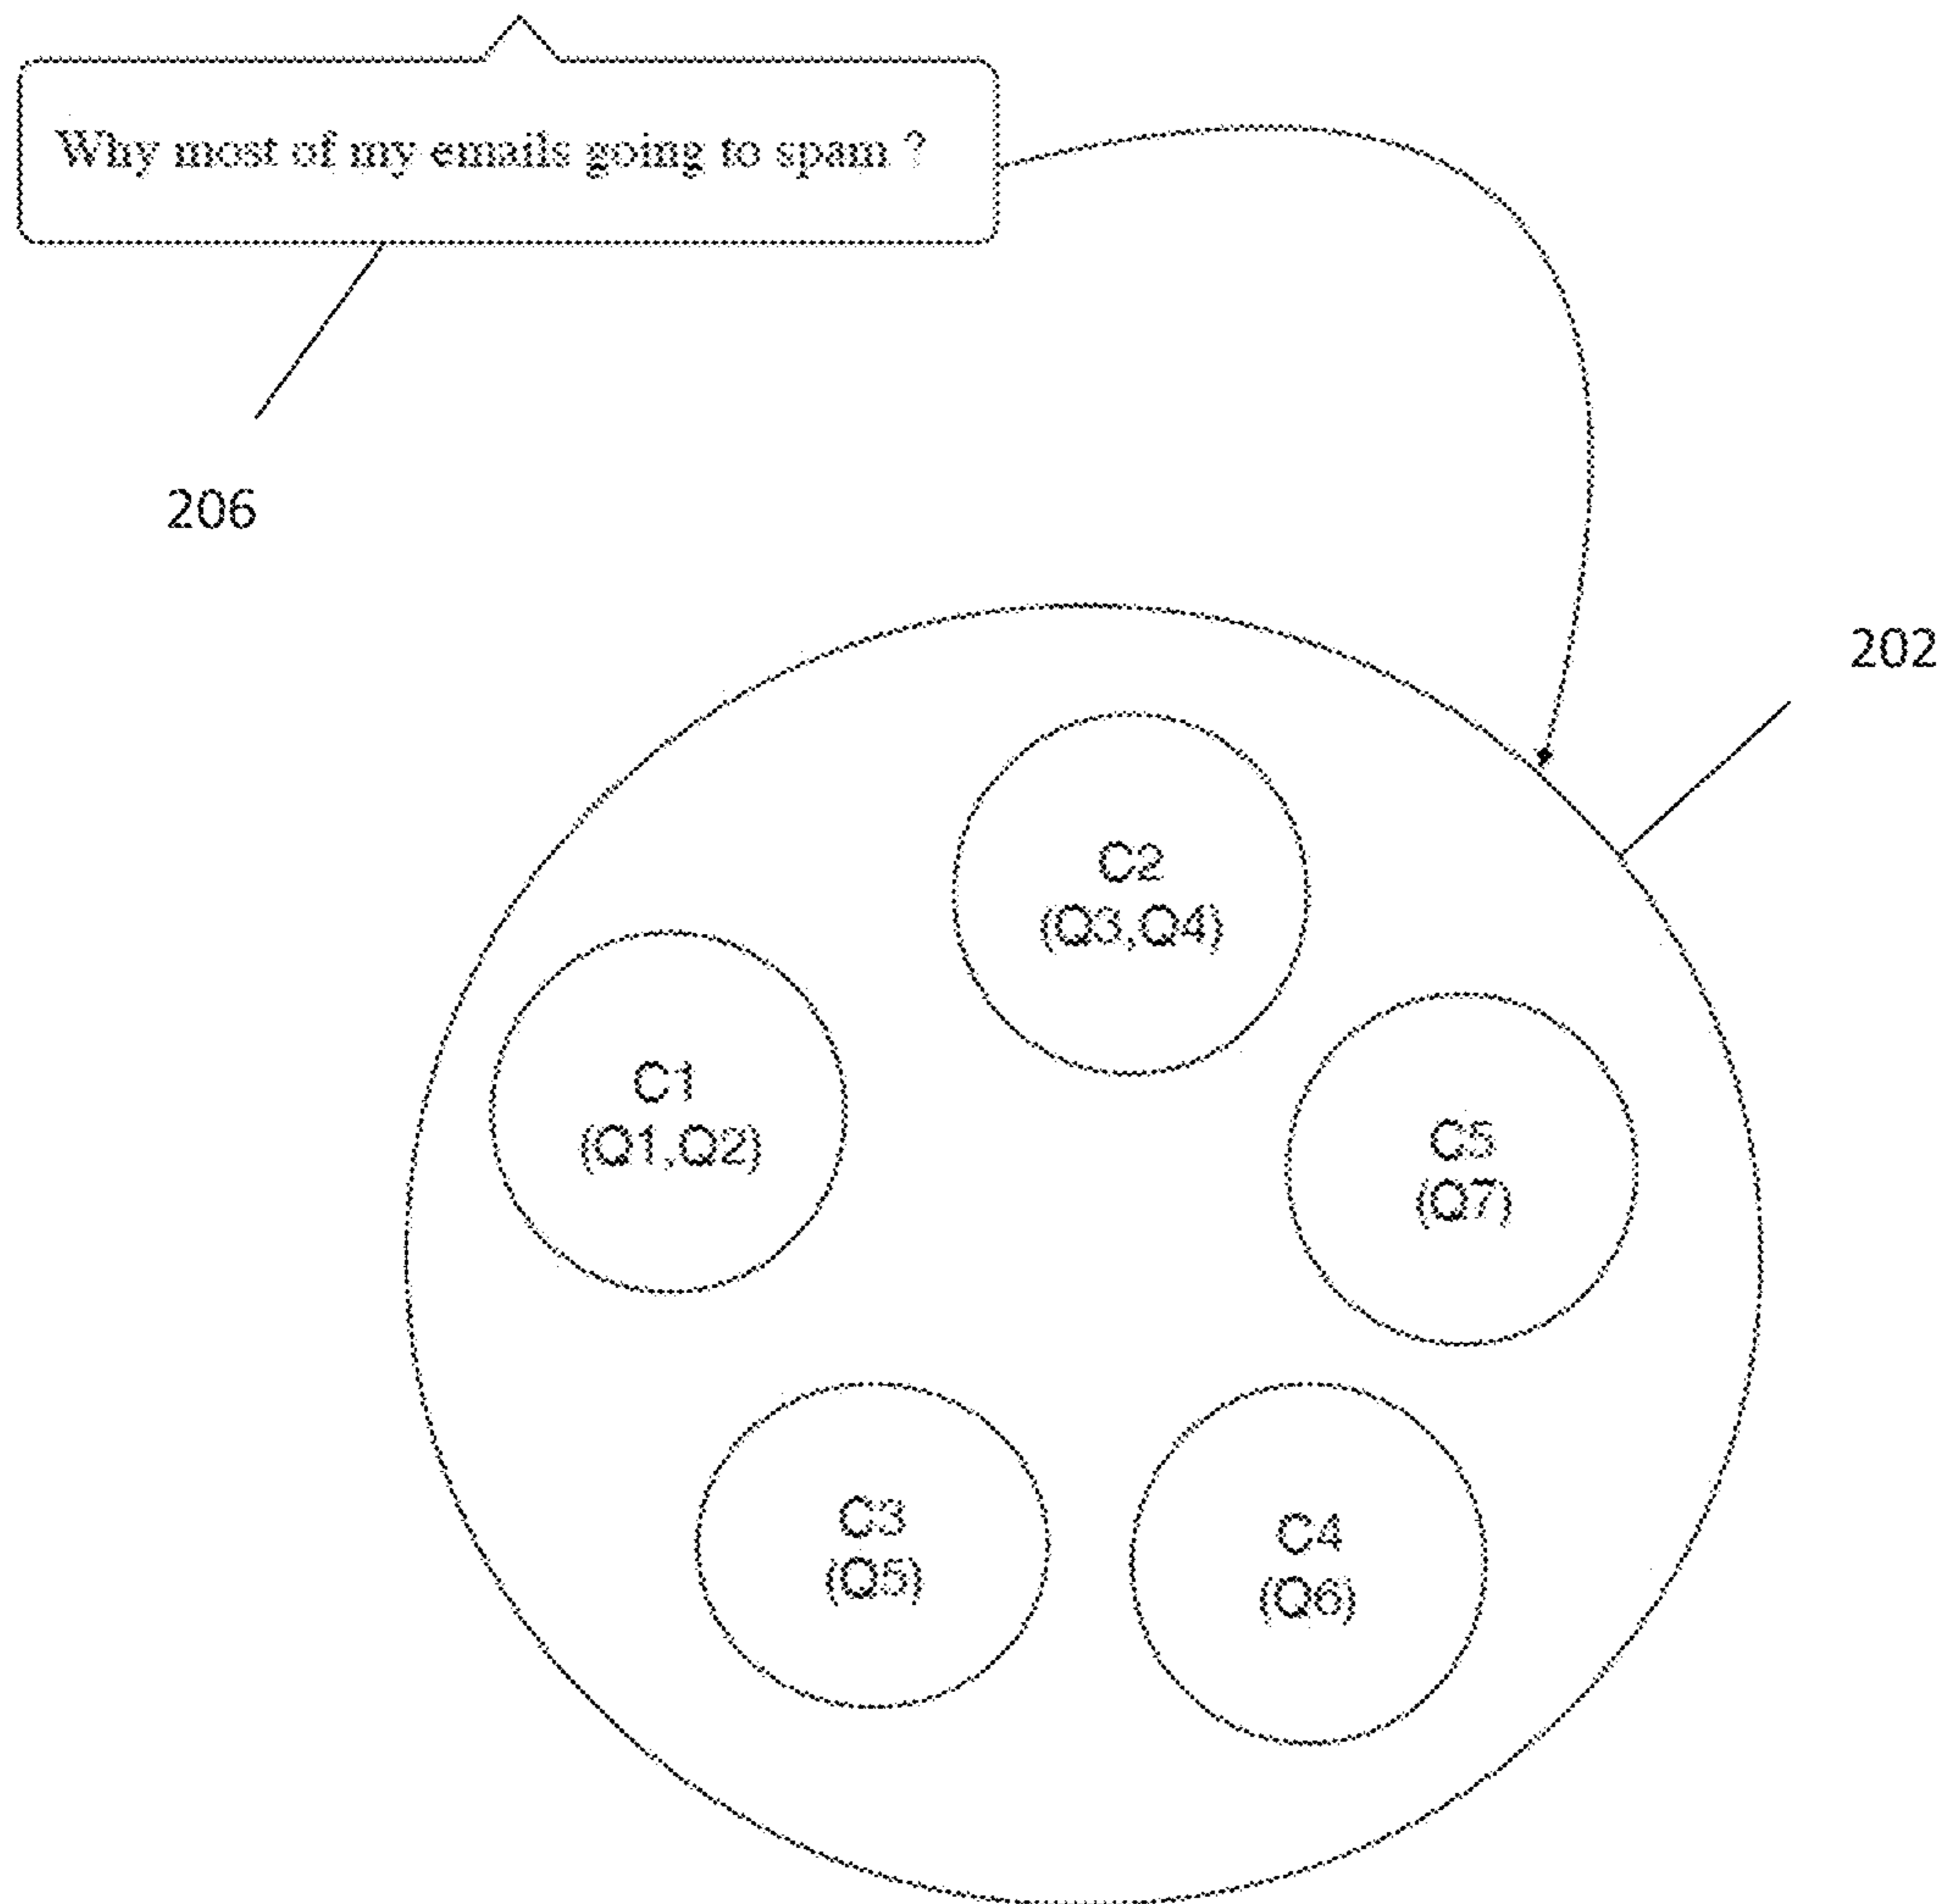 Why most of my emails going to spam ?
206
202
C2
(Q3,Q4)
C1
(Q1,Q2)
C5
(Q7)
C3
(Q5)
C4
(Q6)